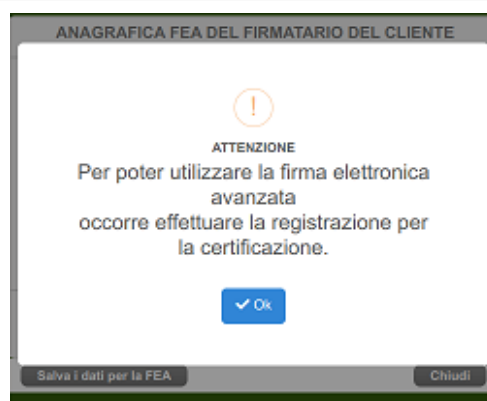 ANAGRAFICA FEA DEL FIRMATARIO DEL CLIENTE
!
ATTENZIONE
Per poter utilizzare la firma elettronica
avanzata
occorre effettuare la registrazione per
la certificazione.
✔ Ok
Salva i dati per la FEA Chiudi